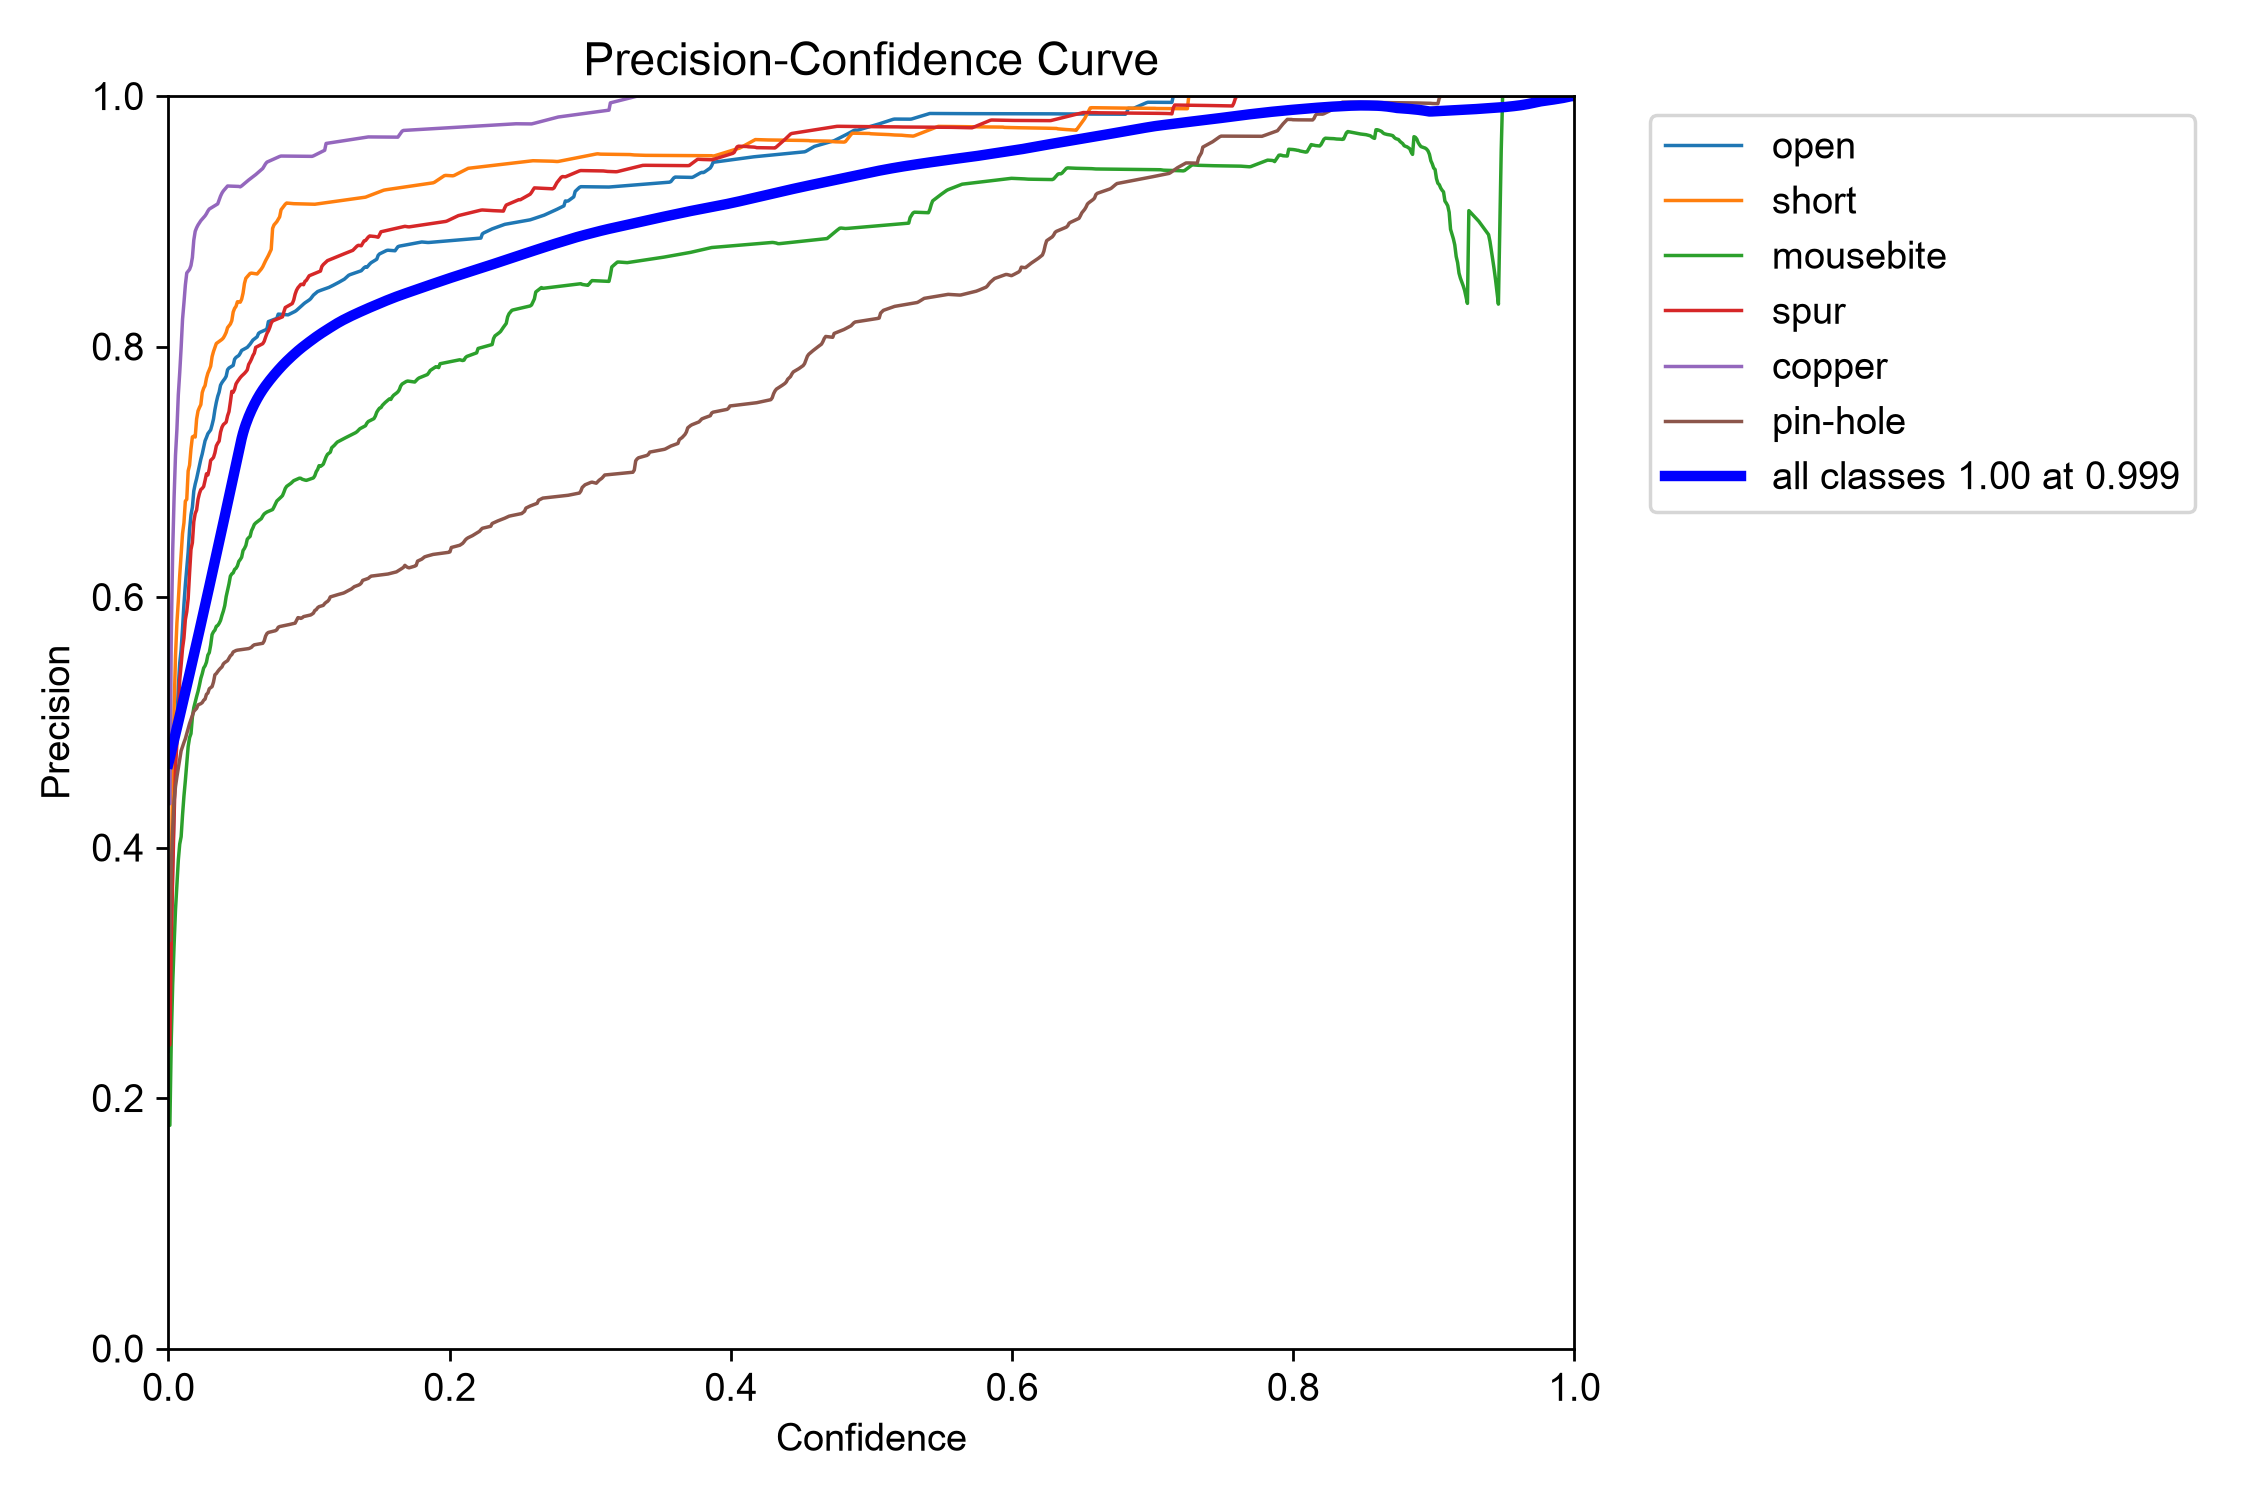 Precision-Confidence Curve
1.0
0.8
0.6
0.4
0.2
0.0
Precision
0.0 0.2 0.4 0.6 0.8 1.0
Confidence
open
short
mousebite
spur
copper
pin-hole
all classes 1.00 at 0.999